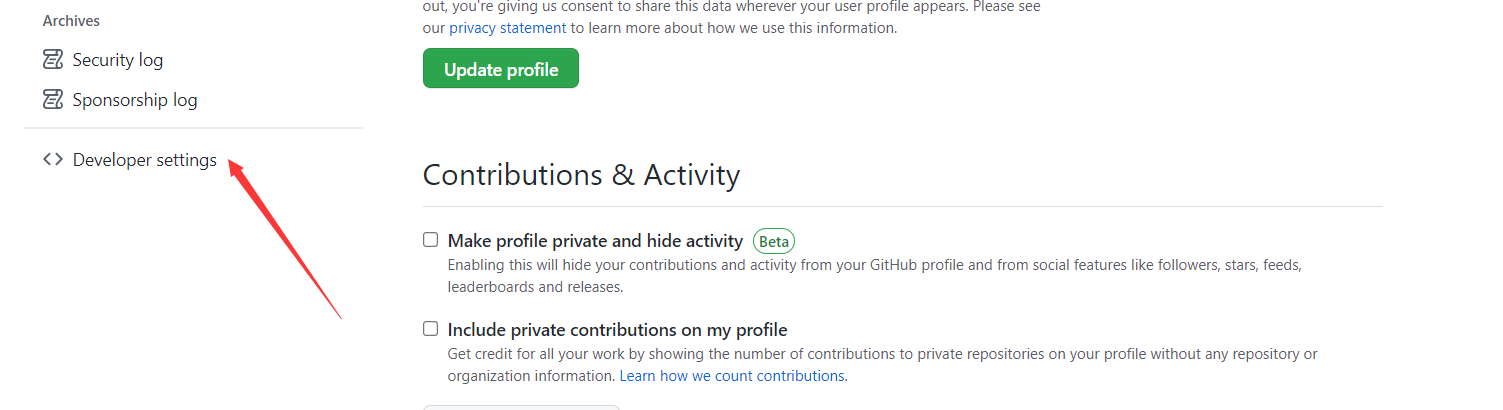 Archives
Security log
Sponsorship log
Developer settings
out, you're giving us consent to share this data wherever your user profile appears. Please see
our privacy statement to learn more about how we use this information.
Update profile
Contributions & Activity
Make profile private and hide activity Beta
Enabling this will hide your contributions and activity from your GitHub profile and from social features like followers, stars, feeds,
leaderboards and releases.
Include private contributions on my profile
Get credit for all your work by showing the number of contributions to private repositories on your profile without any repository or
organization information. Learn how we count contributions.